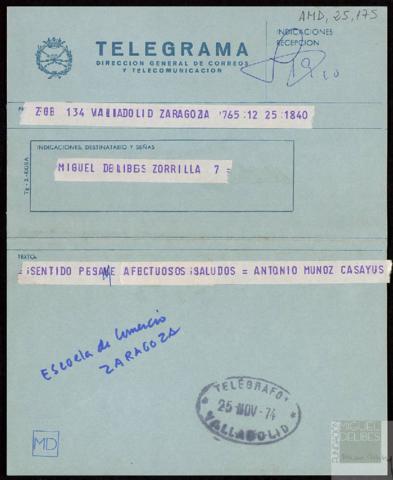 AMD, 25, 175
TELEGRAMA
DIRECCION GENERAL DE CORREOS
Y TELECOMUNICACION
INDICACIONES
RECEPCION
ZGB 134 VALLADOLID ZARAGOZA 765 12 25 1840
INDICACIONES, DESTINATARIO Y SEÑAS
MIGUEL DELIBES ZORRILLA 7 =
TEXTO:
= SENTIDO PESAME AFECTUOSOS SALUDOS = ANTONIO MUNOZ CASAYUS
Escuela de Comercio
ZARAGOZA
TELEGRAFOS
25 NOV. 74
VALLADOLID
MD
MIGUEL
DELIBES